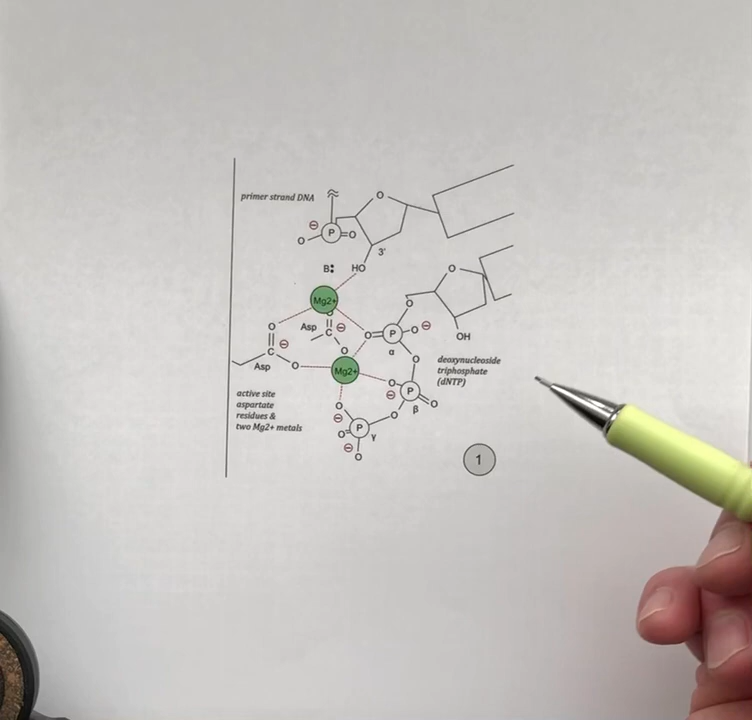 primer strand DNA
O
⊖
O
P
=O
3'
B:
HO
Mg2+
O
O
Asp
C
⊖
O
P
O
⊖
α
OH
O
C
⊖
Asp
O
O
Mg2+
O
deoxynucleoside
triphosphate
(dNTP)
O
⊖
P
O
β
active site
aspartate
residues &
two Mg2+ metals
O
⊖
O
O
P
γ
⊖
O
1